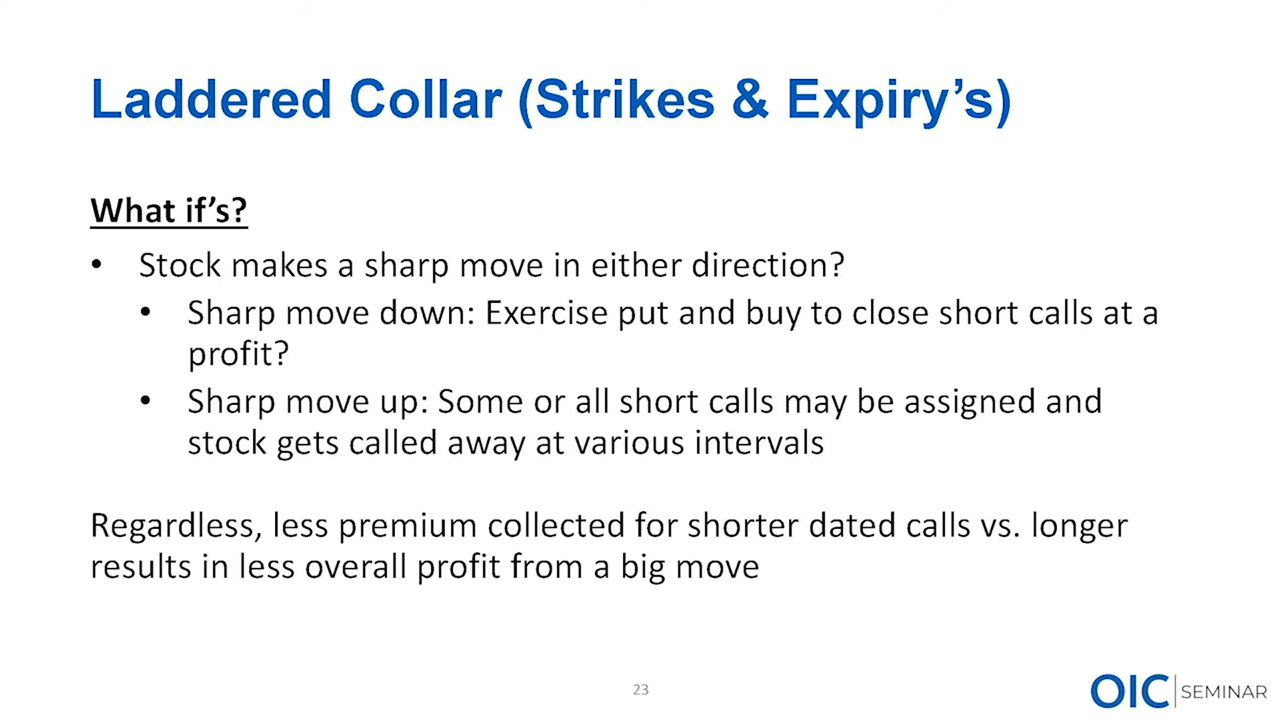 Laddered Collar (Strikes & Expiry’s)
What if’s?
• Stock makes a sharp move in either direction?
• Sharp move down: Exercise put and buy to close short calls at a
profit?
• Sharp move up: Some or all short calls may be assigned and
stock gets called away at various intervals
Regardless, less premium collected for shorter dated calls vs. longer
results in less overall profit from a big move
23
OIC | SEMINAR